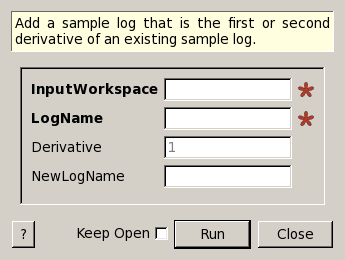 Add a sample log that is the first or second
derivative of an existing sample log.
InputWorkspace *
LogName *
Derivative 1
NewLogName
? Keep Open Run Close